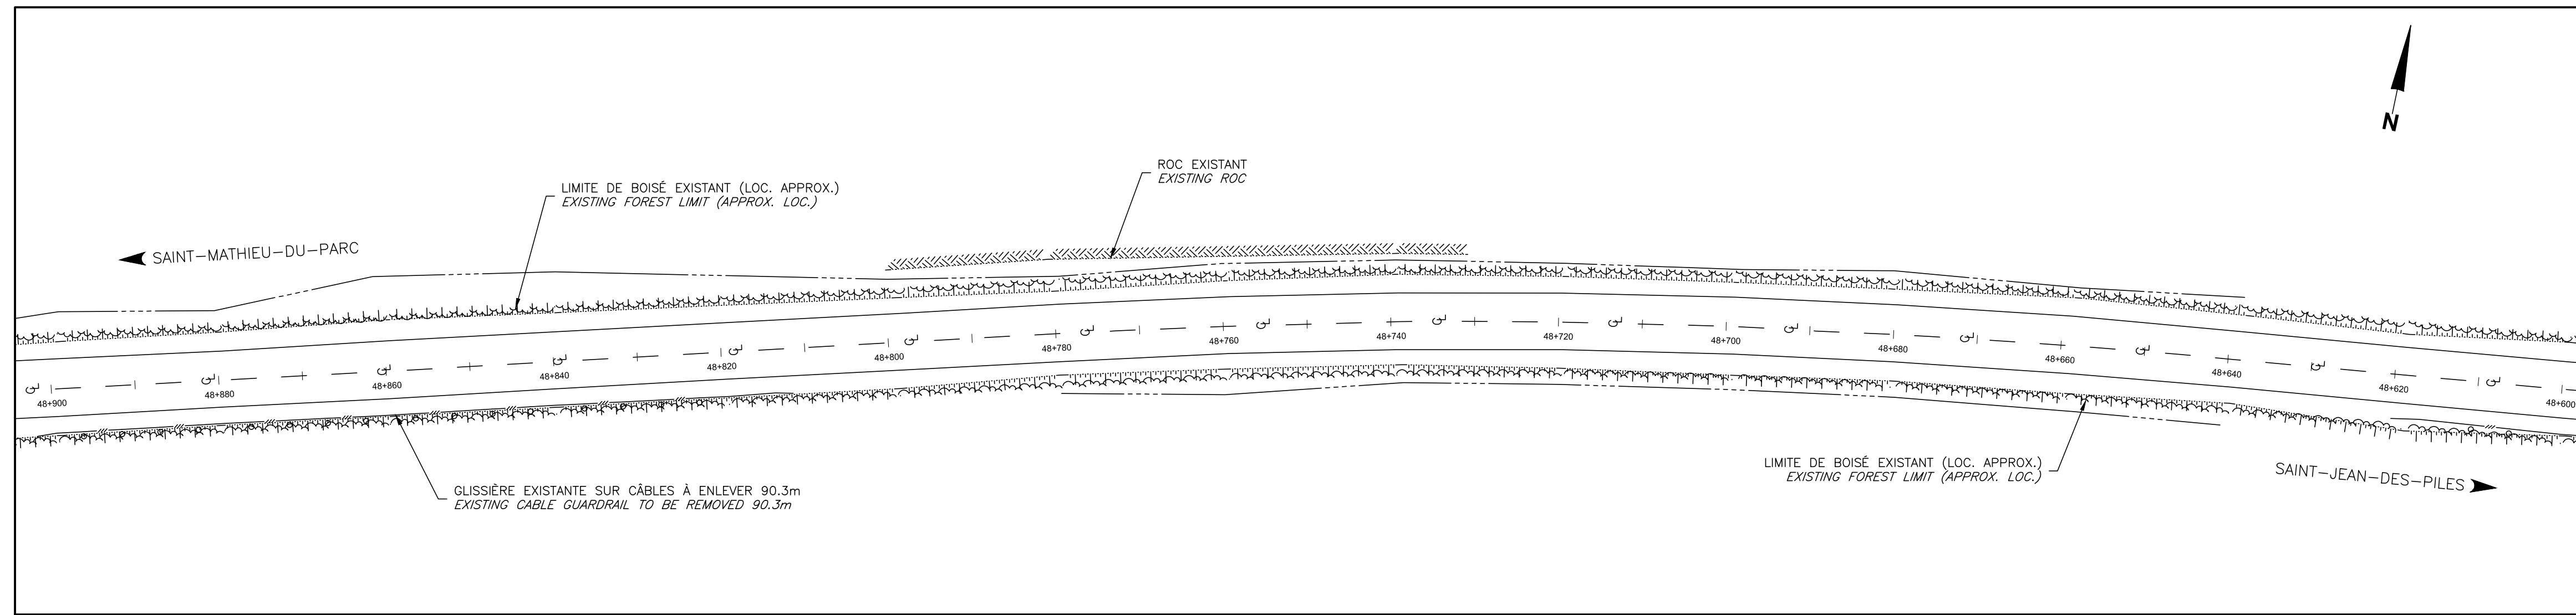 N
ROC EXISTANT
EXISTING ROC
LIMITE DE BOISÉ EXISTANT (LOC. APPROX.)
EXISTING FOREST LIMIT (APPROX. LOC.)
SAINT-MATHIEU-DU-PARC
48+900
48+880
48+860
48+840
48+820
48+800
48+780
48+760
48+740
48+720
48+700
48+680
48+660
48+640
48+620
48+600
LIMITE DE BOISÉ EXISTANT (LOC. APPROX.)
EXISTING FOREST LIMIT (APPROX. LOC.)
SAINT-JEAN-DES-PILES
GLISSIÈRE EXISTANTE SUR CÂBLES À ENLEVER 90.3m
EXISTING CABLE GUARDRAIL TO BE REMOVED 90.3m